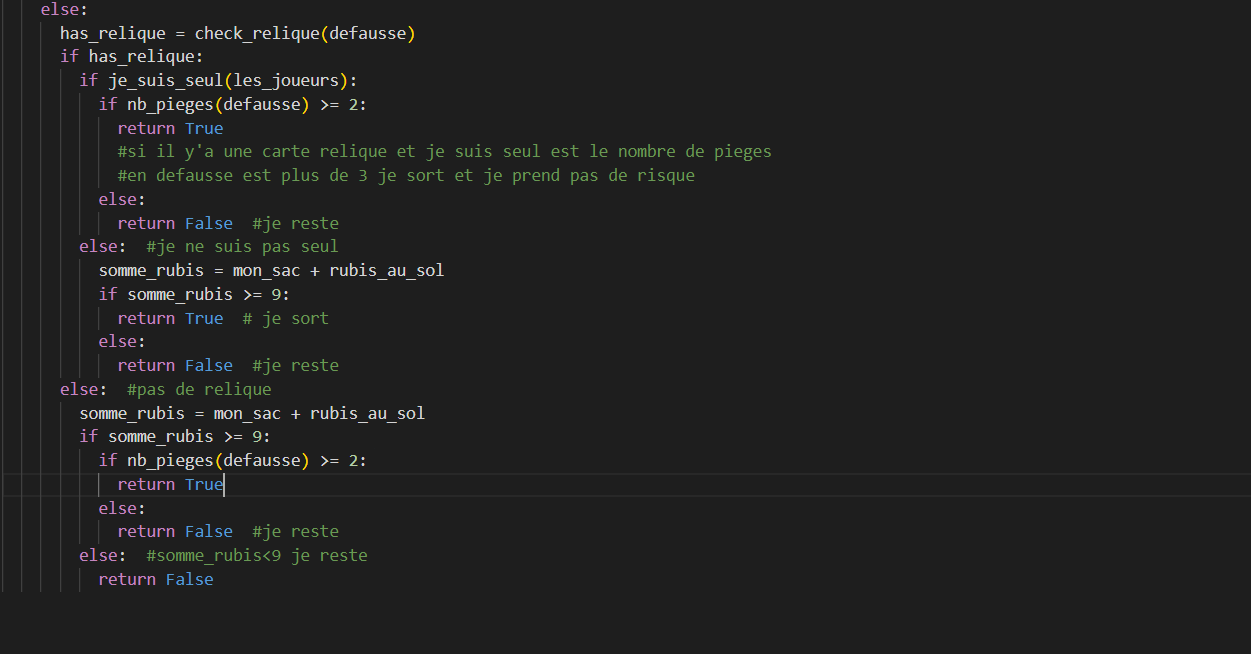 else:
has_relique = check_relique(defausse)
if has_relique:
if je_suis_seul(les_joueurs):
if nb_pieges(defausse) >= 2:
return True
#si il y'a une carte relique et je suis seul est le nombre de pieges
#en defausse est plus de 3 je sort et je prend pas de risque
else:
return False  #je reste
else:  #je ne suis pas seul
somme_rubis = mon_sac + rubis_au_sol
if somme_rubis >= 9:
return True  # je sort
else:
return False  #je reste
else:  #pas de relique
somme_rubis = mon_sac + rubis_au_sol
if somme_rubis >= 9:
if nb_pieges(defausse) >= 2:
return True
else:
return False  #je reste
else:  #somme_rubis<9 je reste
return False